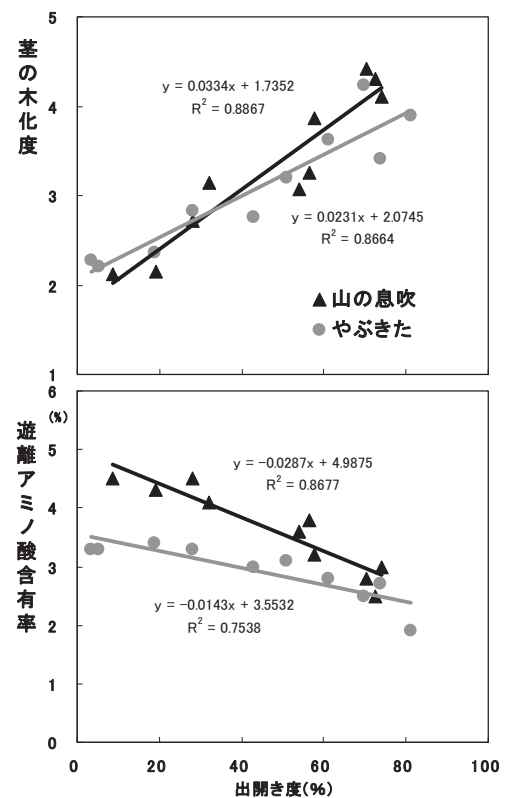 5
4
3
2
1
茎の木化度
y = 0.0334x + 1.7352
R² = 0.8867
y = 0.0231x + 2.0745
R² = 0.8664
山の息吹
やぶきた
6
(%)
5
4
3
2
1
0
遊離アミノ酸含有率
y = −0.0287x + 4.9875
R² = 0.8677
y = −0.0143x + 3.5532
R² = 0.7538
0 20 40 60 80 100
出開き度(%)